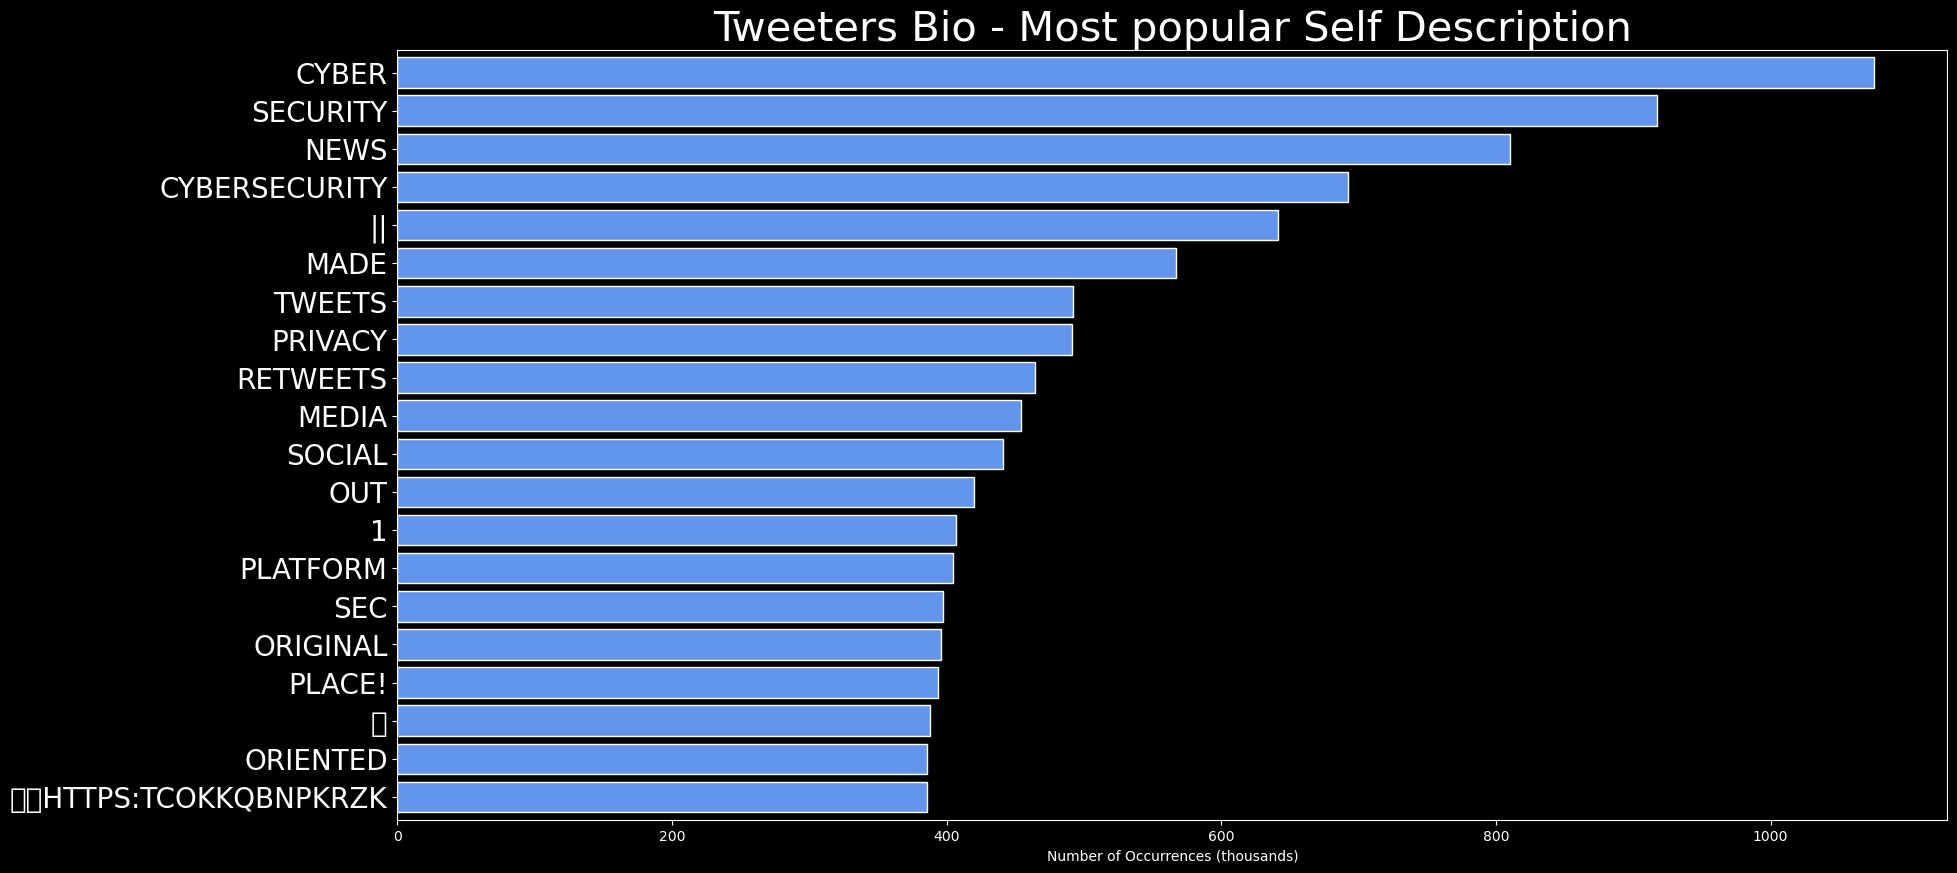 Tweeters Bio - Most popular Self Description
CYBER
SECURITY
NEWS
CYBERSECURITY
||
MADE
TWEETS
PRIVACY
RETWEETS
MEDIA
SOCIAL
OUT
1
PLATFORM
SEC
ORIGINAL
PLACE!
ORIENTED
HTTPS:TCOKKQBNPKRZK
0 200 400 600 800 1000
Number of Occurrences (thousands)